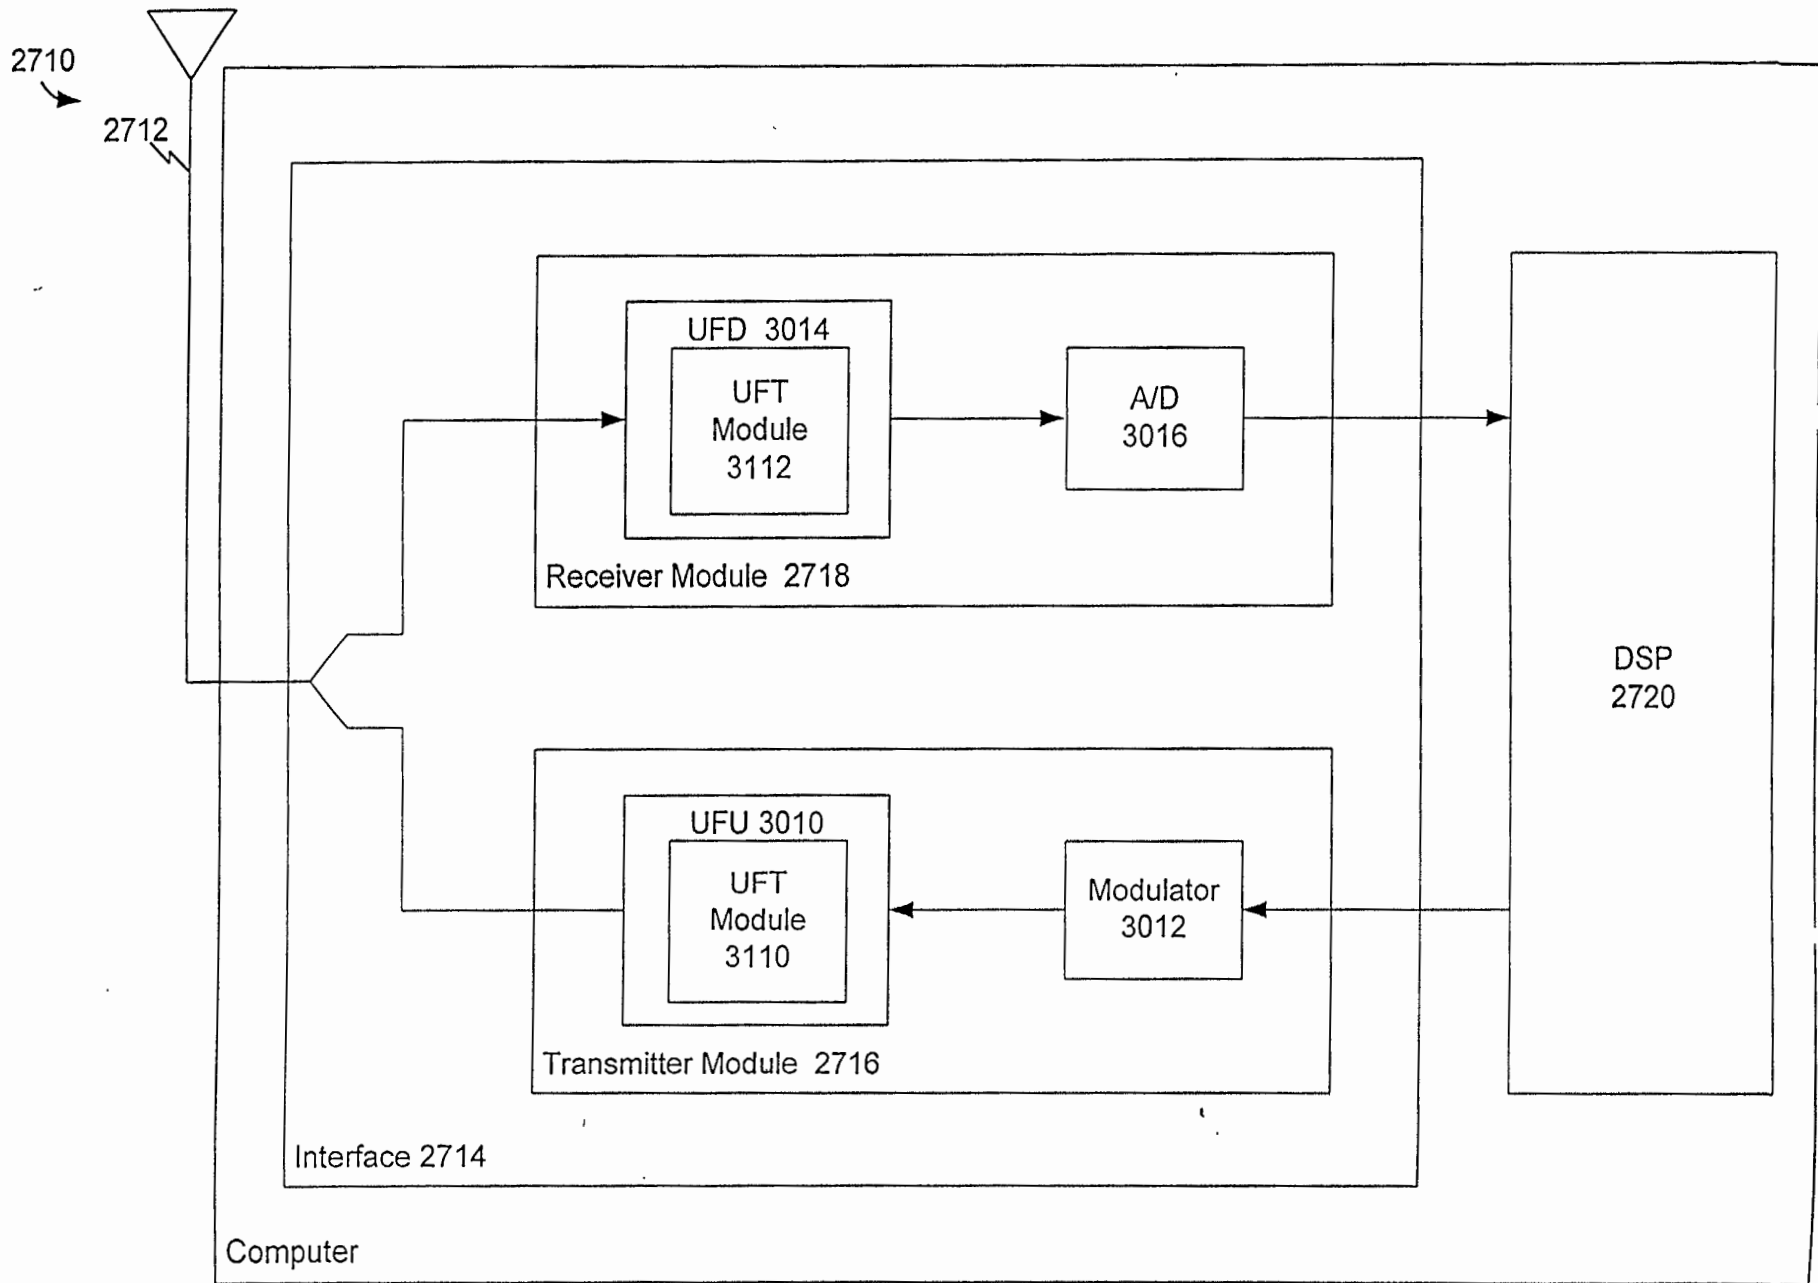 2710
2712
UFD 3014
UFT
Module
3112
A/D
3016
Receiver Module 2718
DSP
2720
UFU 3010
UFT
Module
3110
Modulator
3012
Transmitter Module 2716
Interface 2714
Computer